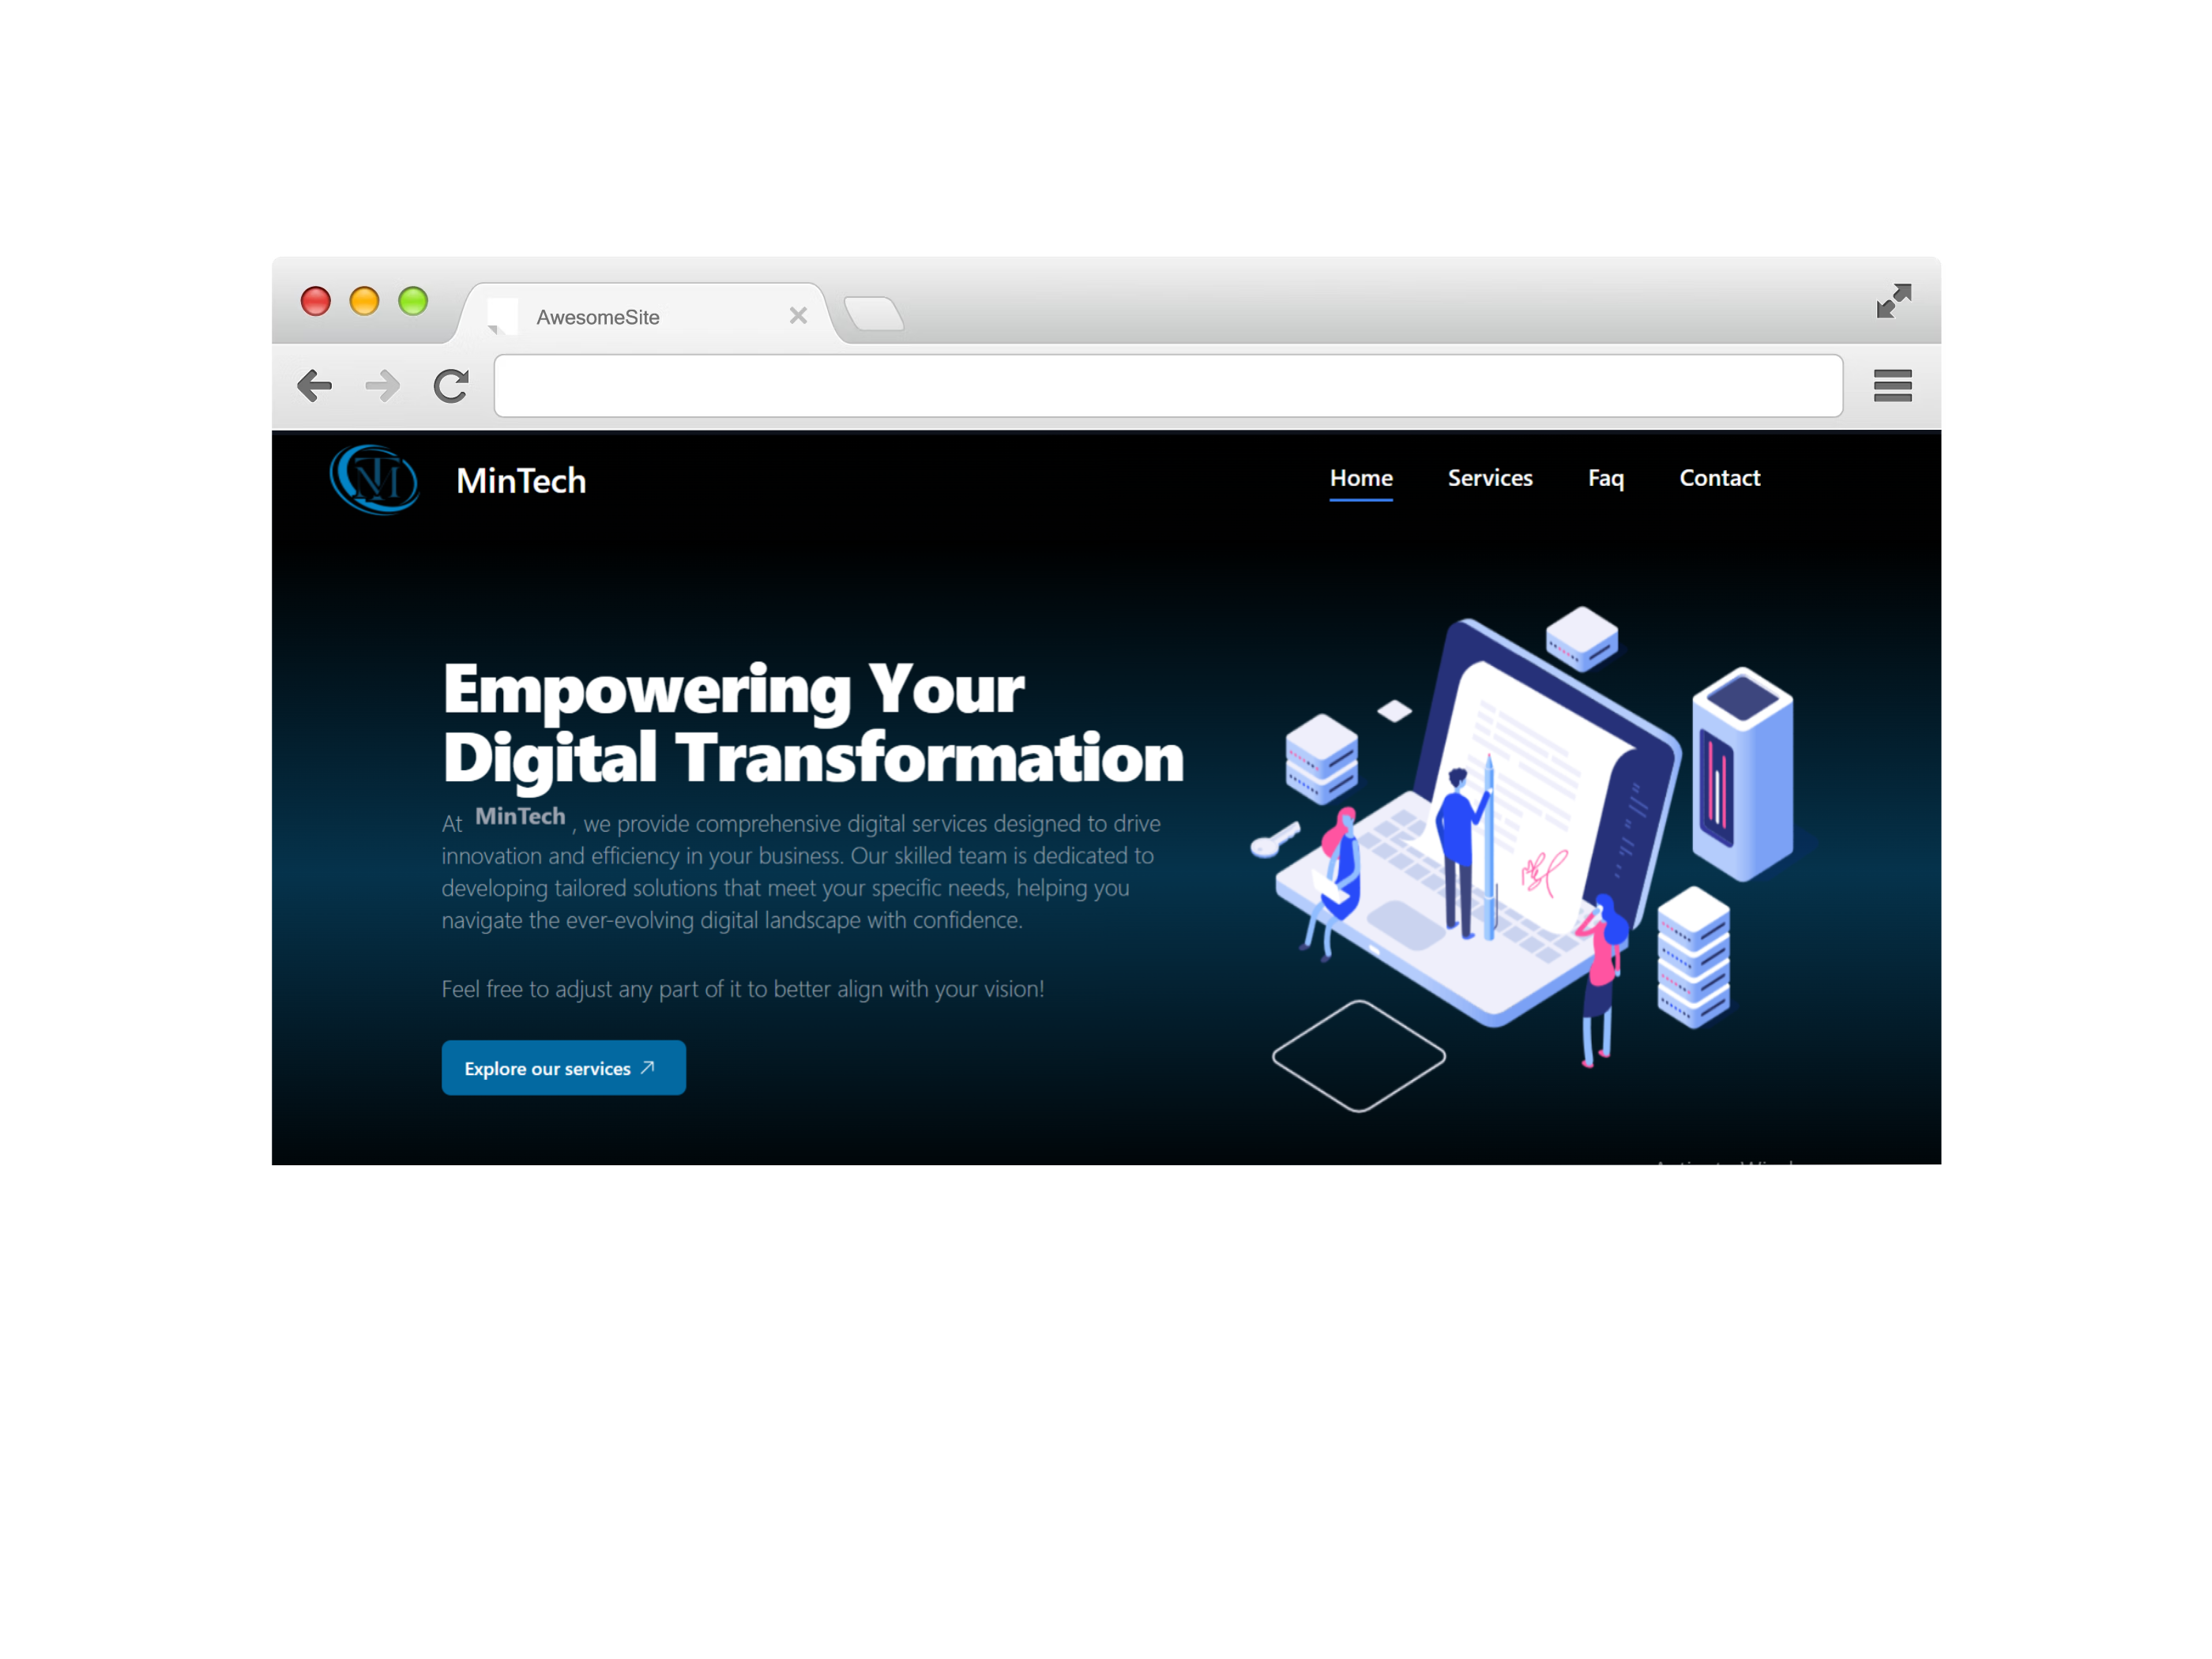 AwesomeSite
MinTech
Home Services Faq Contact
Empowering Your
Digital Transformation
At MinTech , we provide comprehensive digital services designed to drive
innovation and efficiency in your business. Our skilled team is dedicated to
developing tailored solutions that meet your specific needs, helping you
navigate the ever-evolving digital landscape with confidence.
Feel free to adjust any part of it to better align with your vision!
Explore our services